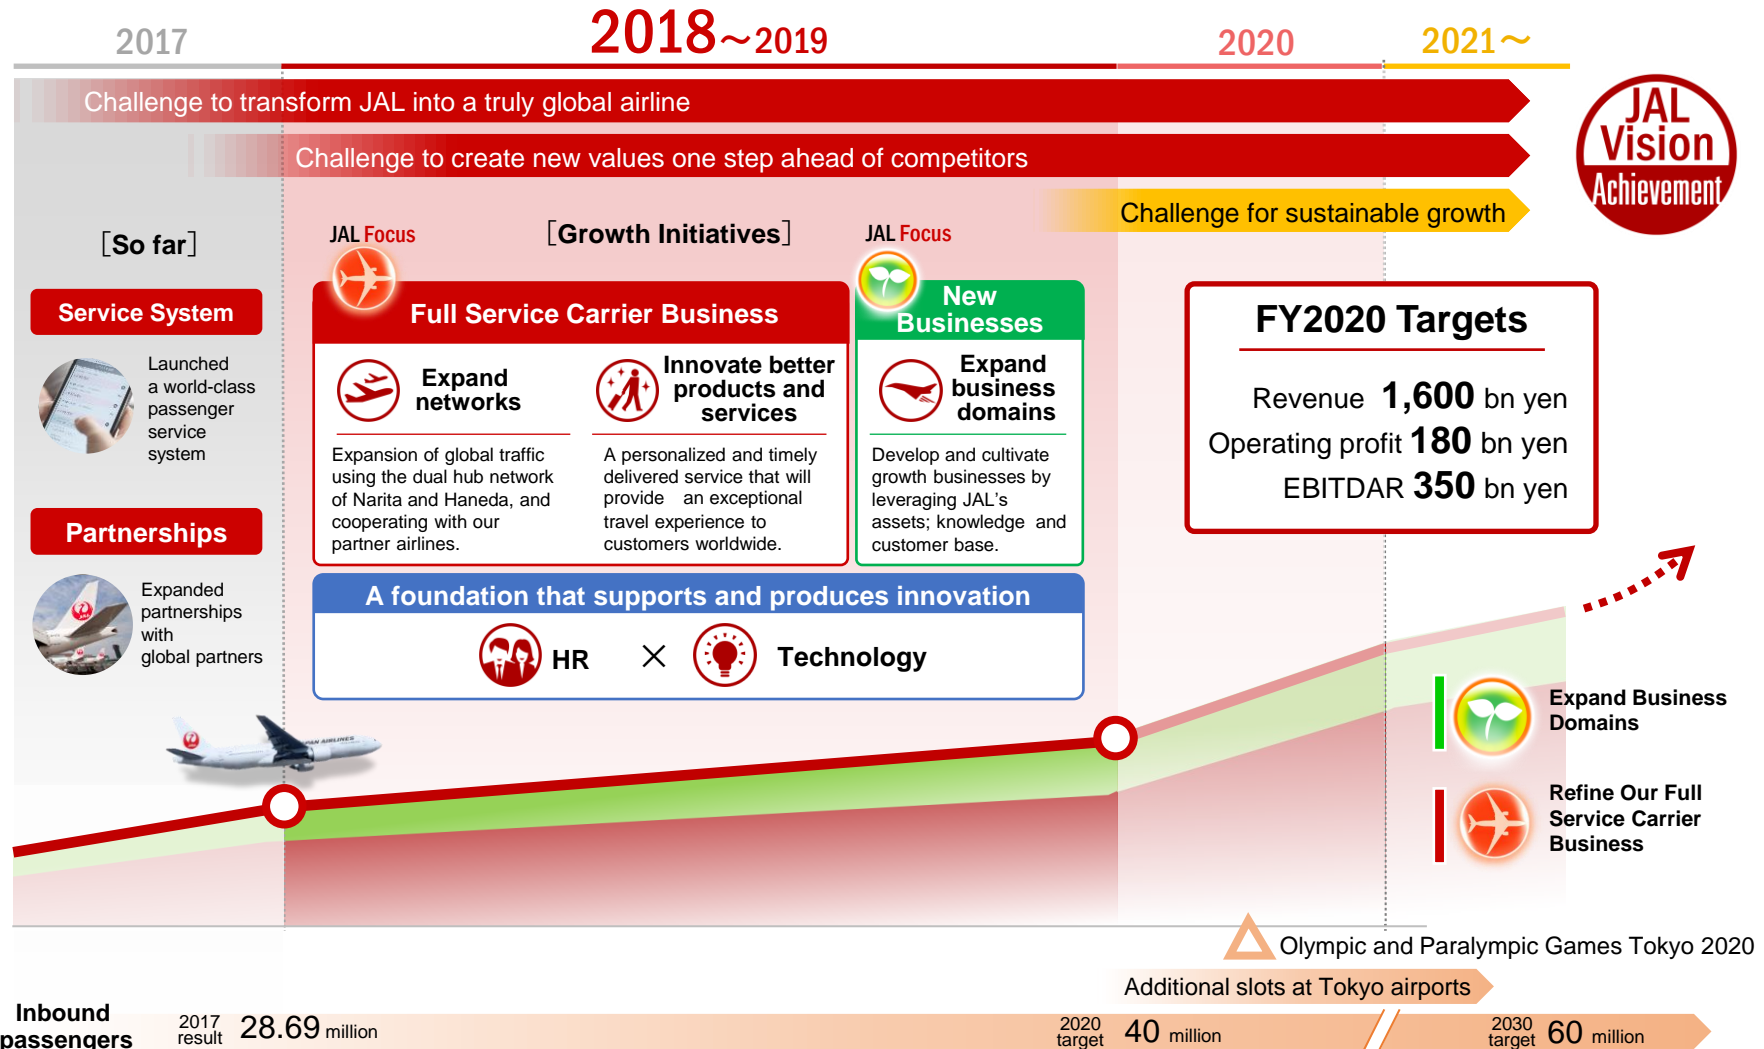 2017
2018~2019
2020
2021~
Challenge to transform JAL into a truly global airline
Challenge to create new values one step ahead of competitors
Challenge for sustainable growth
JAL
Vision
Achievement
[So far]
Service System
Launched
a world-class
passenger
service
system
Partnerships
Expanded
partnerships
with
global partners
JAL Focus
[Growth Initiatives]
JAL Focus
Full Service Carrier Business
Expand
networks
Expansion of global traffic
using the dual hub network
of Narita and Haneda, and
cooperating with our
partner airlines.
Innovate better
products and
services
A personalized and timely
delivered service that will
provide an exceptional
travel experience to
customers worldwide.
New
Businesses
Expand
business
domains
Develop and cultivate
growth businesses by
leveraging JAL's
assets; knowledge and
customer base.
A foundation that supports and produces innovation
HR × Technology
FY2020 Targets
Revenue 1,600 bn yen
Operating profit 180 bn yen
EBITDAR 350 bn yen
JAPAN AIRLINES
Expand Business
Domains
Refine Our Full
Service Carrier
Business
Olympic and Paralympic Games Tokyo 2020
Additional slots at Tokyo airports
Inbound
passengers
2017
result 28.69 million
2020
target 40 million
2030
target 60 million